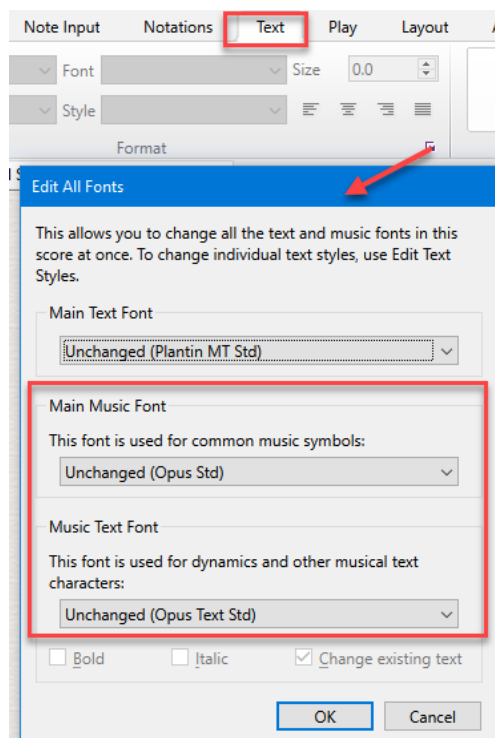 Note Input Notations Text Play Layout
Font Size 0.0
Style
Format
Edit All Fonts
This allows you to change all the text and music fonts in this
score at once. To change individual text styles, use Edit Text
Styles.
Main Text Font
Unchanged (Plantin MT Std)
Main Music Font
This font is used for common music symbols:
Unchanged (Opus Std)
Music Text Font
This font is used for dynamics and other musical text
characters:
Unchanged (Opus Text Std)
Bold Italic Change existing text
OK Cancel